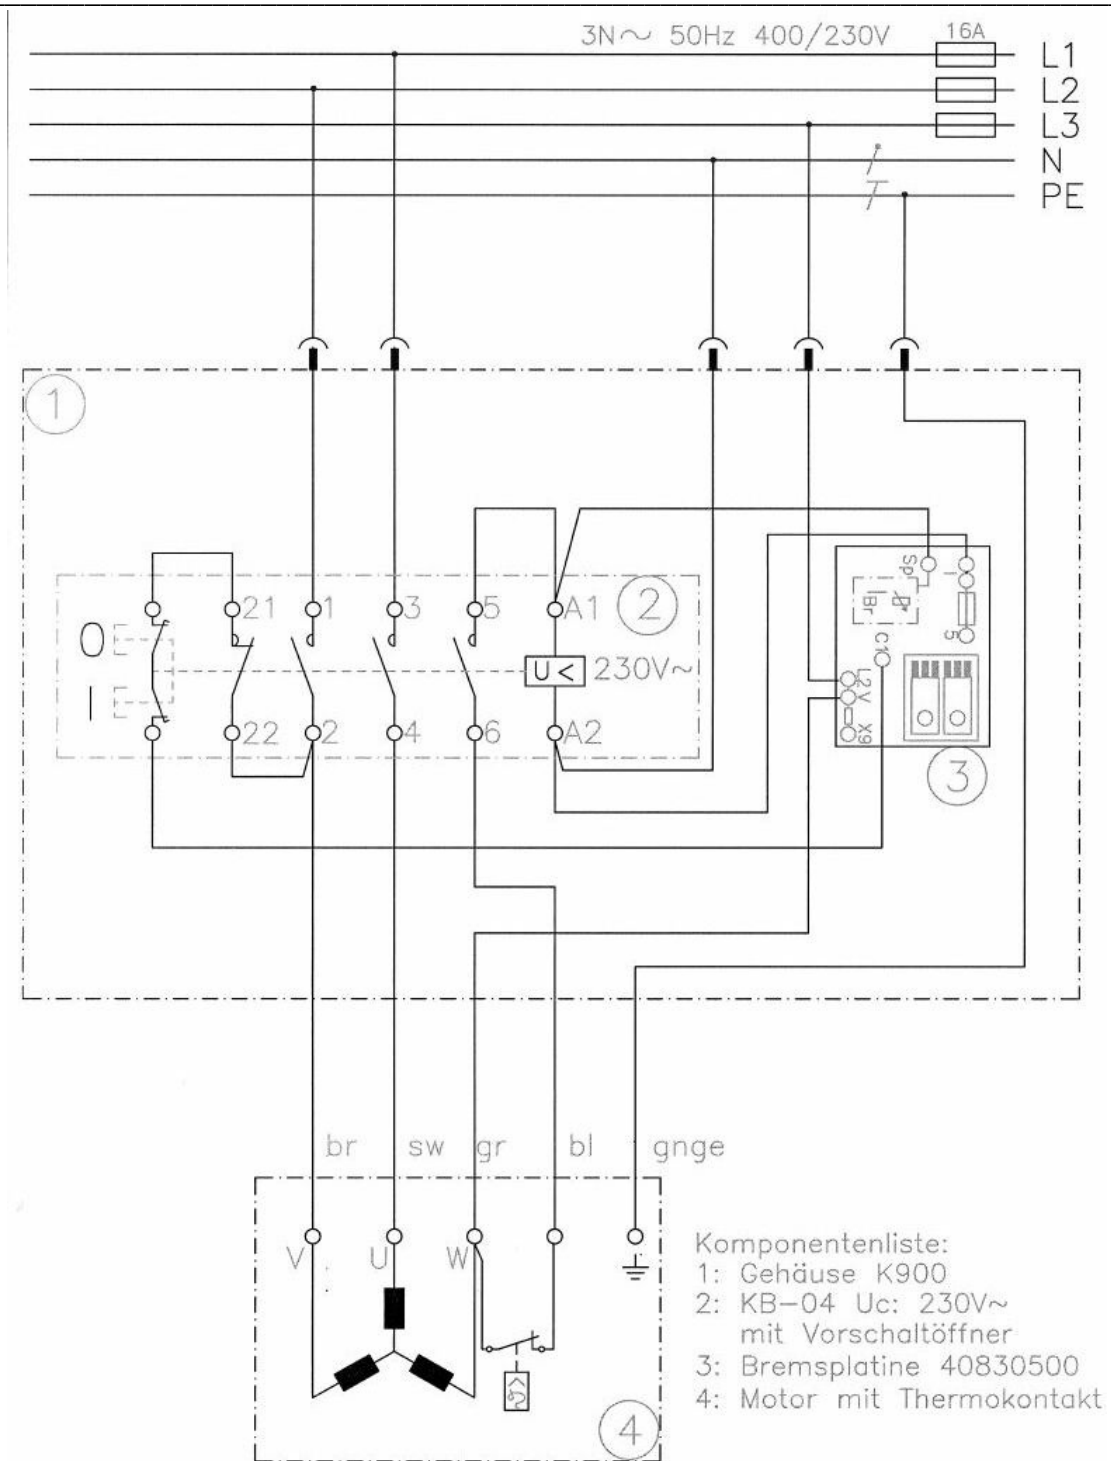 3N~ 50Hz 400/230V
16A
L1
L2
L3
N
PE
1
21
1
3
5
A1
2
0
I
U<
230V~
22
2
4
6
A2
Sp
1
Br
5
C1
L2
V
X9
3
br
sw
gr
bl
gnge
V
U
W
4
Komponentenliste:
1: Gehäuse K900
2: KB-04 Uc: 230V~
mit Vorschaltöffner
3: Bremsplatine 40830500
4: Motor mit Thermokontakt